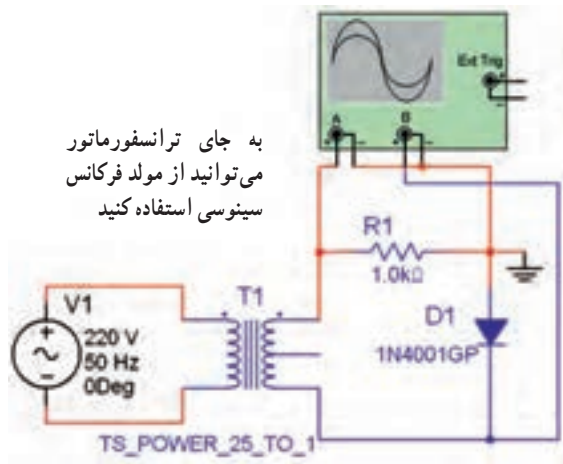 به جای ترانسفورماتور
می‌توانید از مولد فرکانس
سینوسی استفاده کنید
Ext Trig
A
B
R1
1.0kΩ
V1
220 V
50 Hz
0Deg
T1
D1
1N4001GP
TS_POWER_25_TO_1